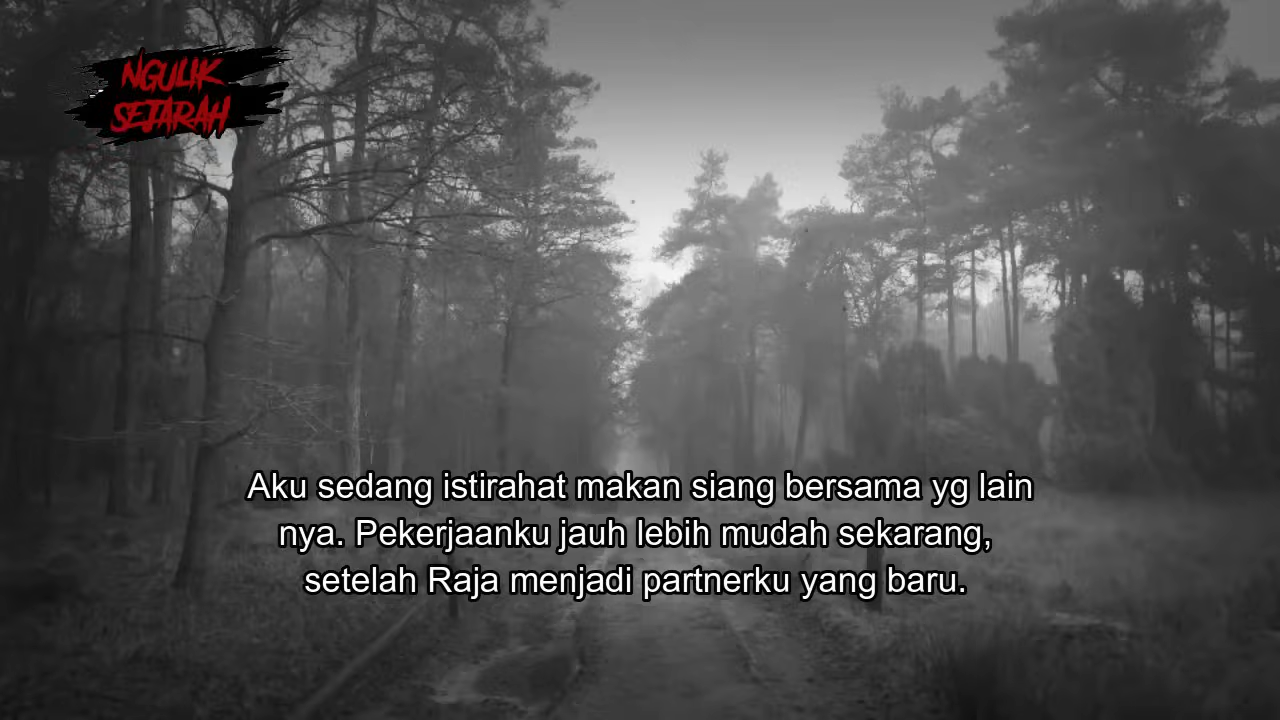 NGULIK
SEJARAH
Aku sedang istirahat makan siang bersama yg lain
nya. Pekerjaanku jauh lebih mudah sekarang,
setelah Raja menjadi partnerku yang baru.